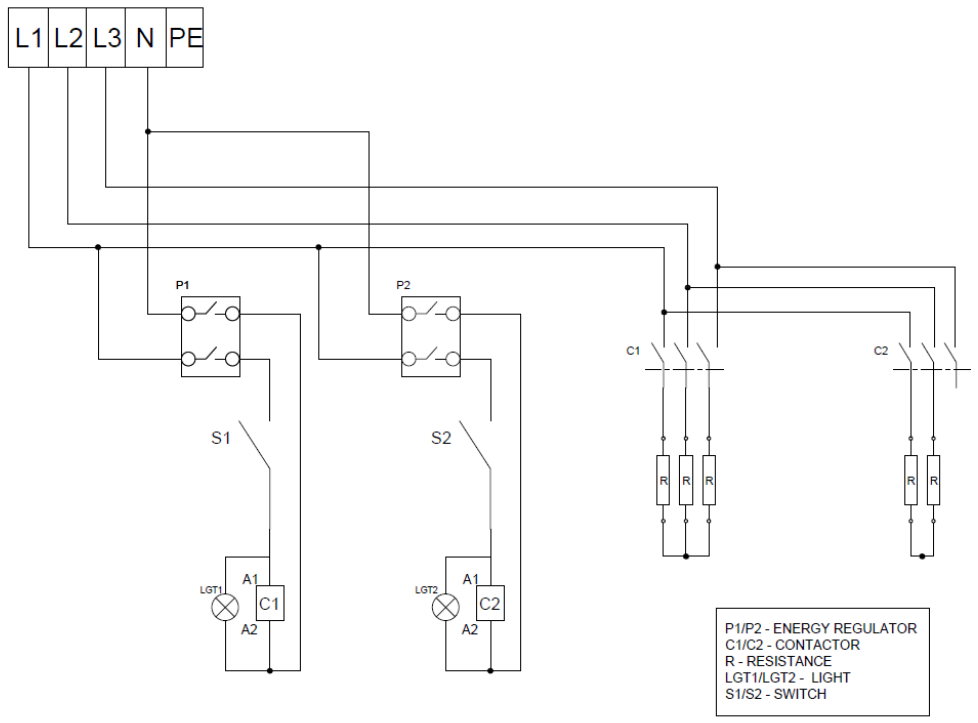 L1 L2 L3 N PE
P1
P2
C1
C2
S1
S2
R R R
R R
LGT1
A1
C1
A2
LGT2
A1
C2
A2
P1/P2 - ENERGY REGULATOR
C1/C2 - CONTACTOR
R - RESISTANCE
LGT1/LGT2 - LIGHT
S1/S2 - SWITCH